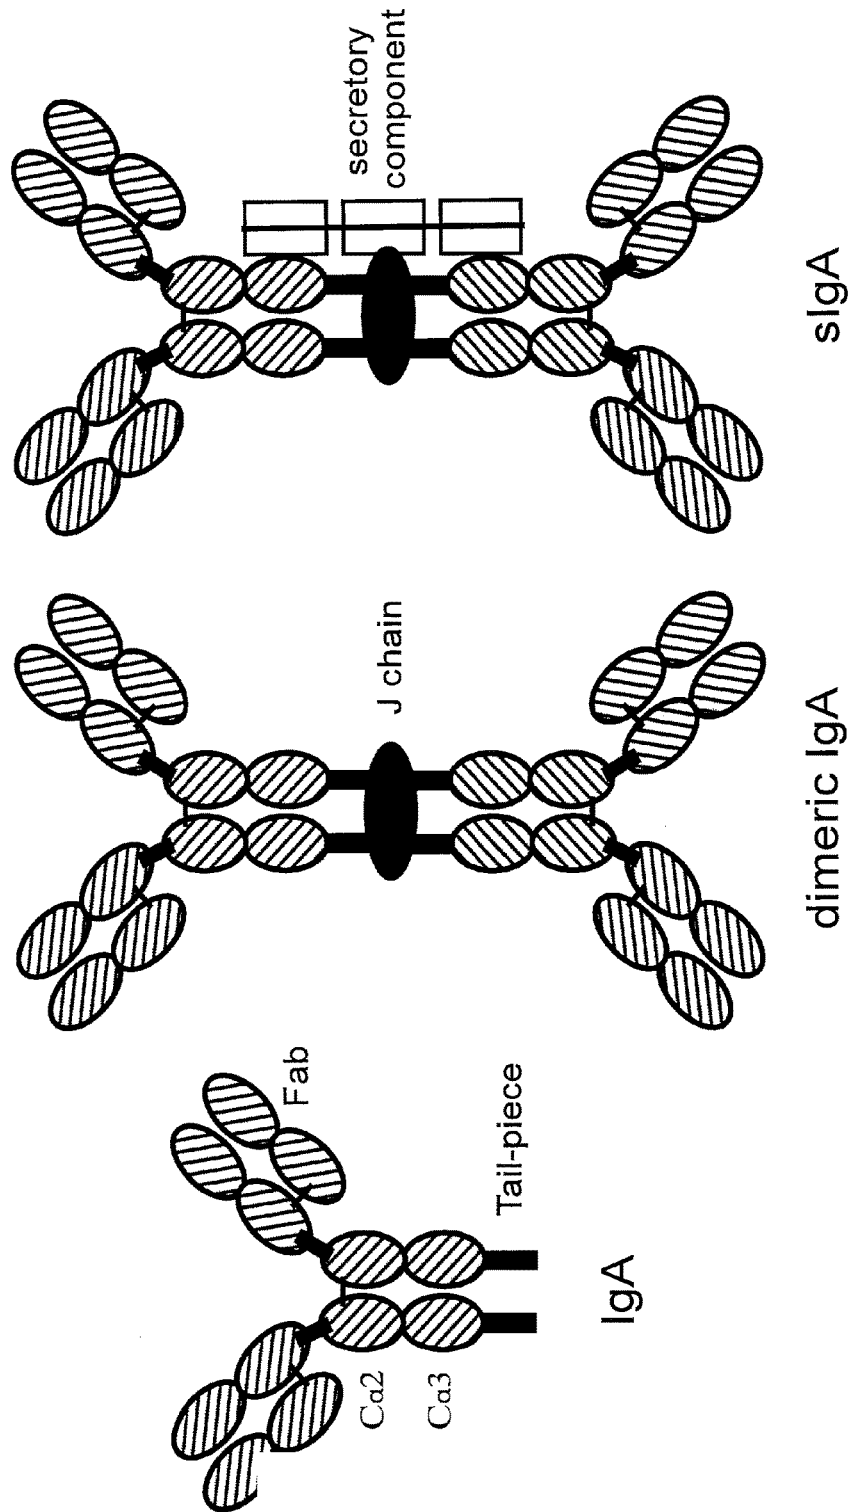 Cα2
Cα3
Fab
Tail-piece
IgA
J chain
dimeric IgA
secretory
component
sIgA